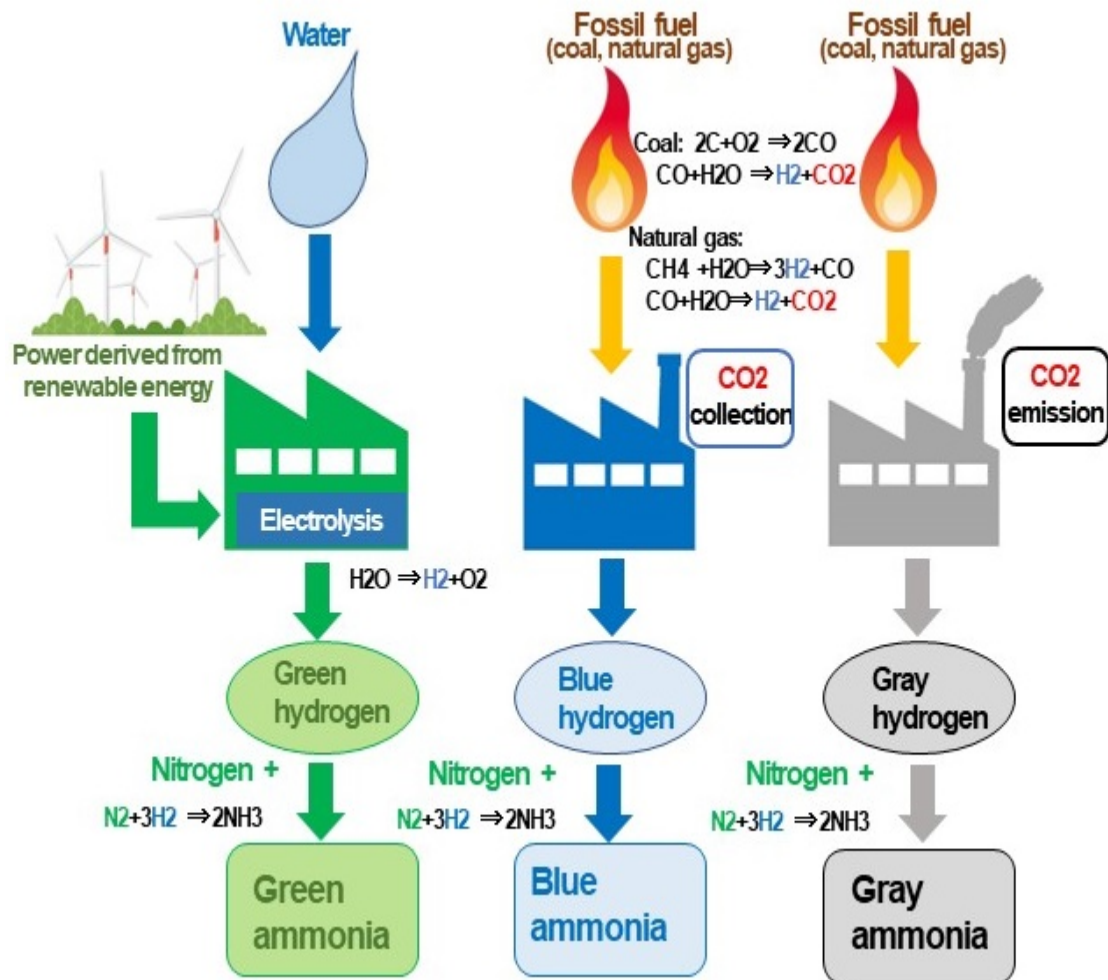 Water
Fossil fuel
(coal, natural gas)
Fossil fuel
(coal, natural gas)
Coal: 2C+O2 ⇒2CO
CO+H2O ⇒H2+CO2
Natural gas:
CH4 +H2O⇒3H2+CO
CO+H2O⇒H2+CO2
Power derived from
renewable energy
CO2
collection
CO2
emission
Electrolysis
H2O ⇒H2+O2
Green
hydrogen
Blue
hydrogen
Gray
hydrogen
Nitrogen +
N2+3H2 ⇒2NH3
Nitrogen +
N2+3H2 ⇒2NH3
Nitrogen +
N2+3H2 ⇒2NH3
Green
ammonia
Blue
ammonia
Gray
ammonia